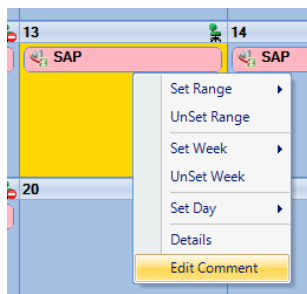 13 14
SAP SAP
Set Range
UnSet Range
Set Week
UnSet Week
Set Day
Details
Edit Comment
20